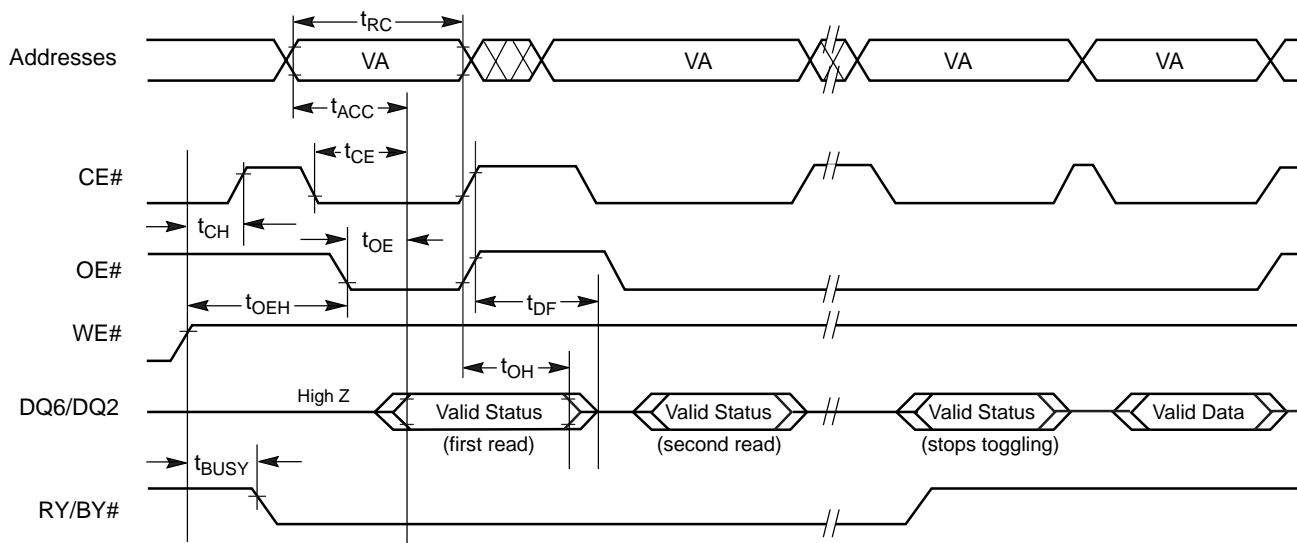 tRC
Addresses VA VA VA VA
tACC
tCE
CE#
tCH tOE
OE#
tOEH tDF
WE#
tOH
High Z
DQ6/DQ2 Valid Status Valid Status Valid Status Valid Data
(first read) (second read) (stops toggling)
tBUSY
RY/BY#